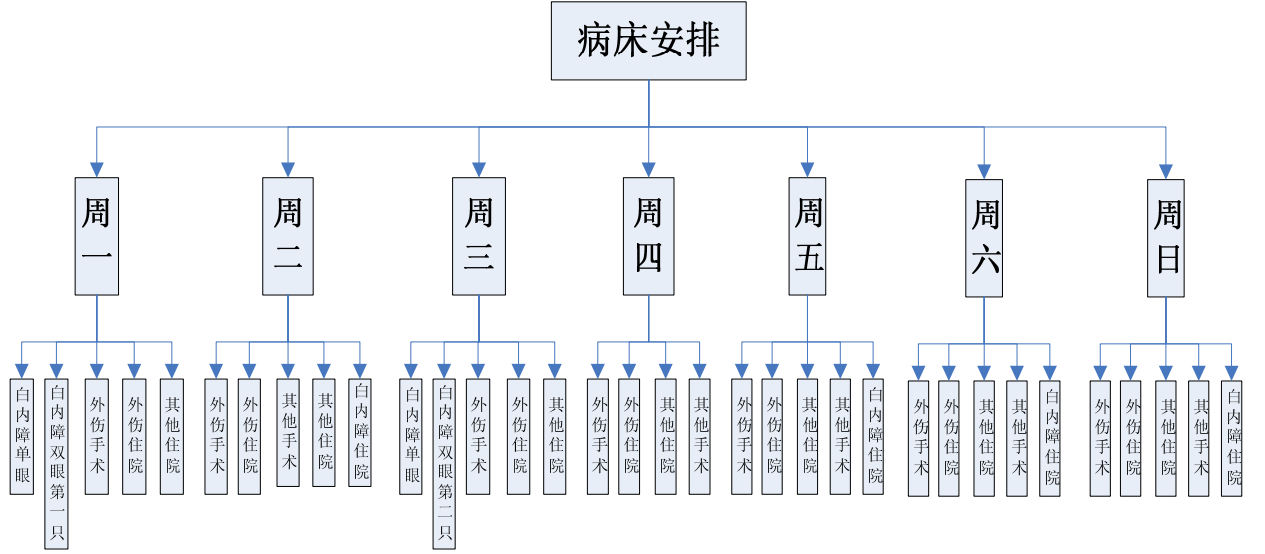 病床安排
周一
周二
周三
周四
周五
周六
周日
白内障单眼
白内障双眼第一只
外伤手术
外伤住院
其他住院
外伤手术
外伤住院
其他手术
其他住院
白内障住院
白内障单眼
白内障双眼第二只
外伤手术
外伤住院
其他住院
外伤手术
外伤住院
其他住院
其他手术
外伤手术
外伤住院
其他住院
其他手术
白内障住院
外伤手术
外伤住院
其他住院
其他手术
白内障住院
外伤手术
外伤住院
其他住院
其他手术
白内障住院